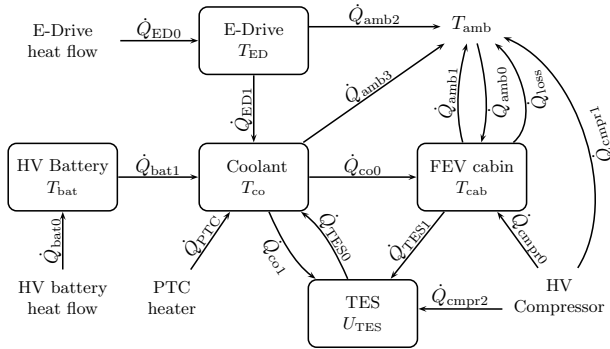 E-Drive
heat flow
Q̇ED0
E-Drive
TED
Q̇amb2
Tamb
Q̇ED1
Q̇amb3
Q̇amb1
Q̇amb0
Q̇loss
Q̇cmpr1
HV Battery
Tbat
Q̇bat1
Coolant
Tco
Q̇co0
FEV cabin
Tcab
Q̇bat0
Q̇PTC
Q̇co1
Q̇TES0
Q̇TES1
Q̇cmpr0
HV battery
heat flow
PTC
heater
TES
UTES
Q̇cmpr2
HV
Compressor